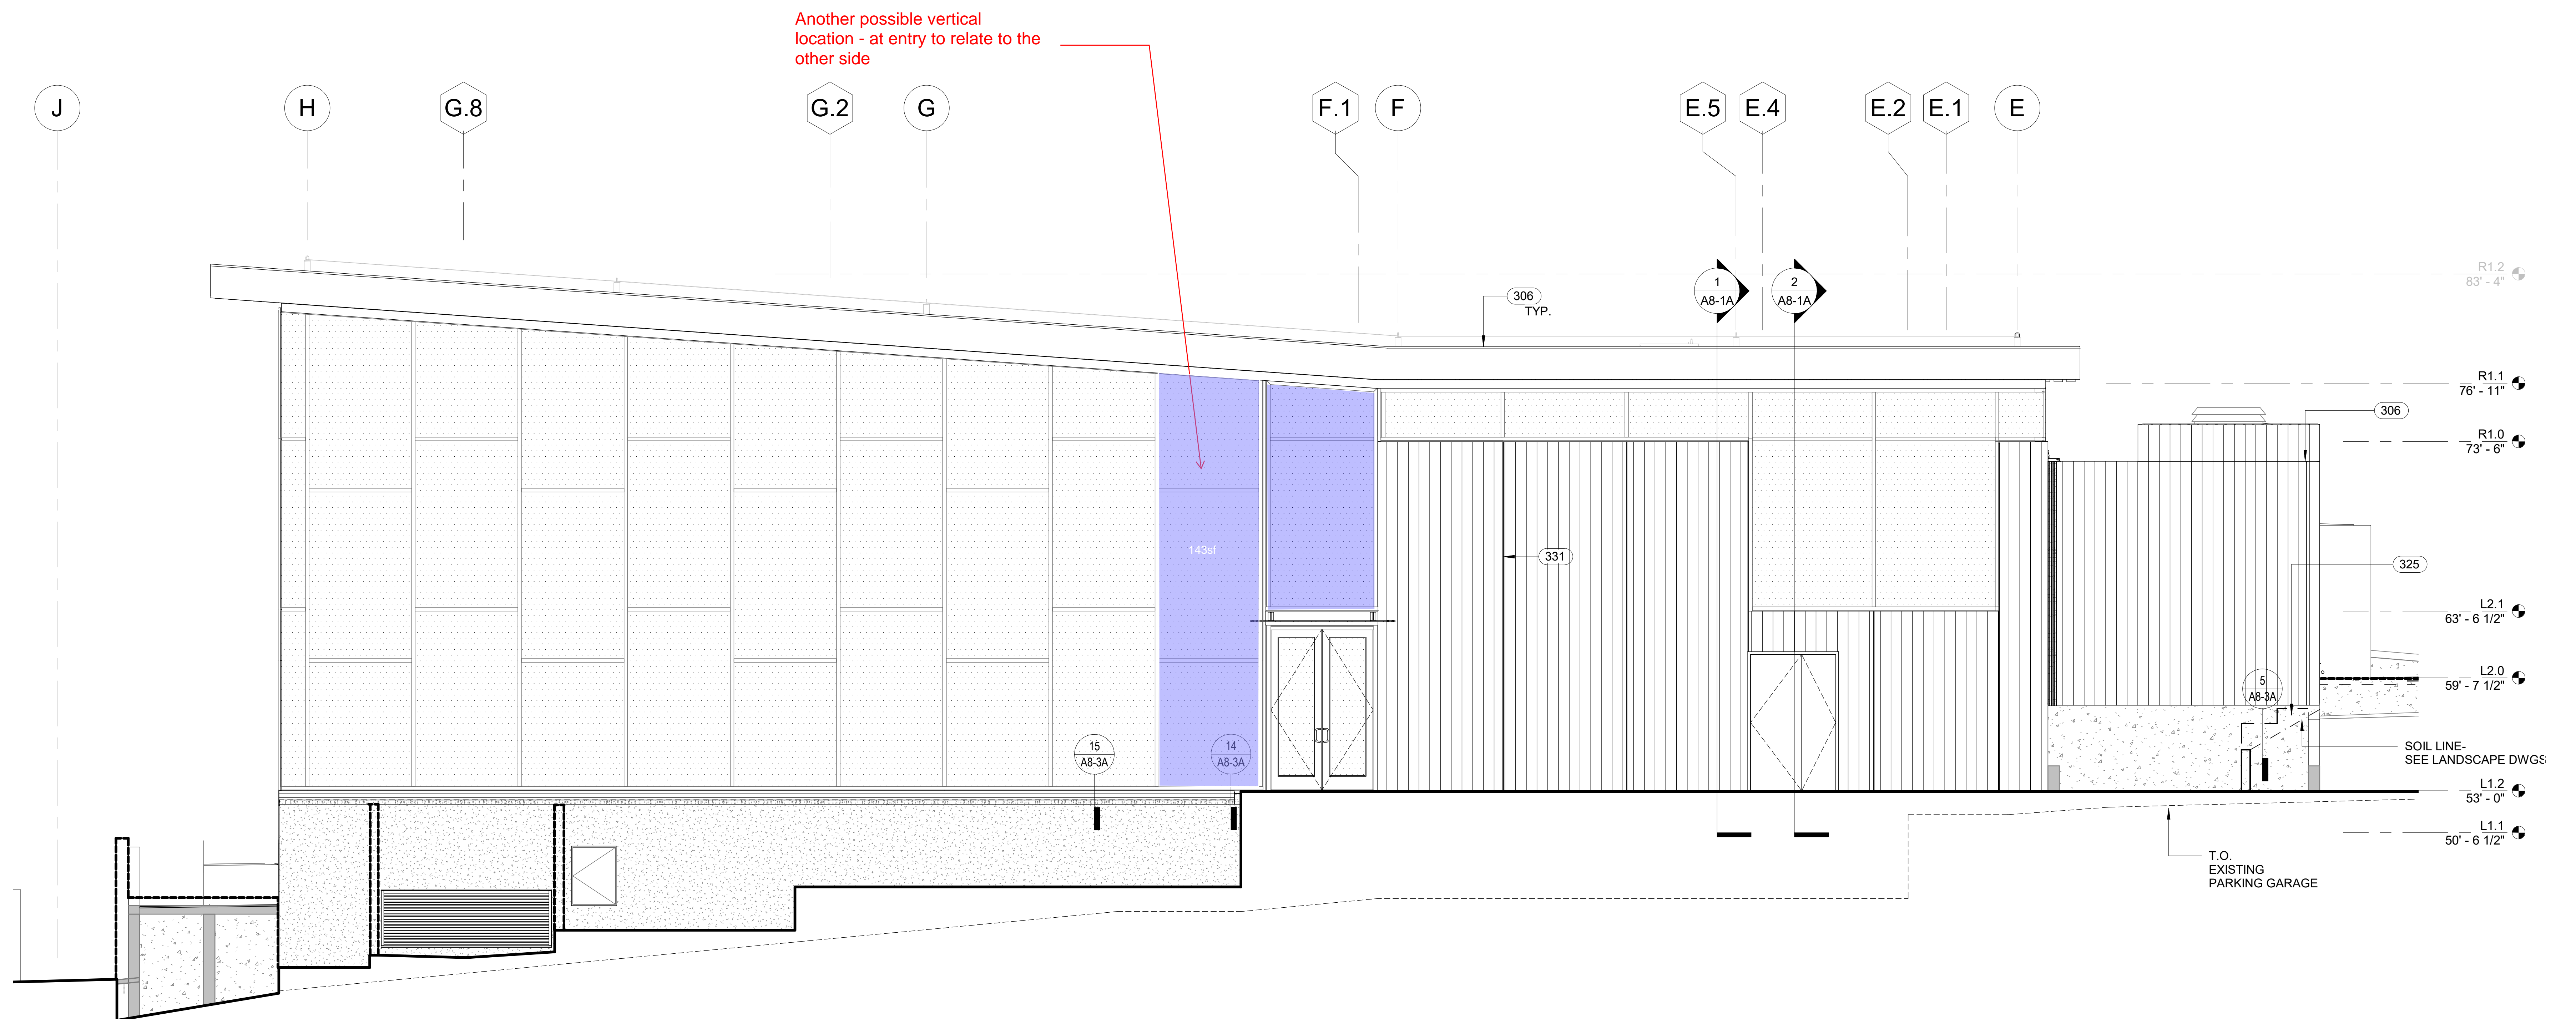 Another possible vertical
location - at entry to relate to the
other side
J
H
G.8
G.2
G
F.1
F
E.5
E.4
E.2
E.1
E
R1.2
83' - 4"
1
A8-1A
2
A8-1A
306
TYP.
R1.1
76' - 11"
306
R1.0
73' - 6"
143sf
331
325
L2.1
63' - 6 1/2"
L2.0
59' - 7 1/2"
5
A8-3A
15
A8-3A
14
A8-3A
SOIL LINE-
SEE LANDSCAPE DWGS
L1.2
53' - 0"
L1.1
50' - 6 1/2"
T.O.
EXISTING
PARKING GARAGE